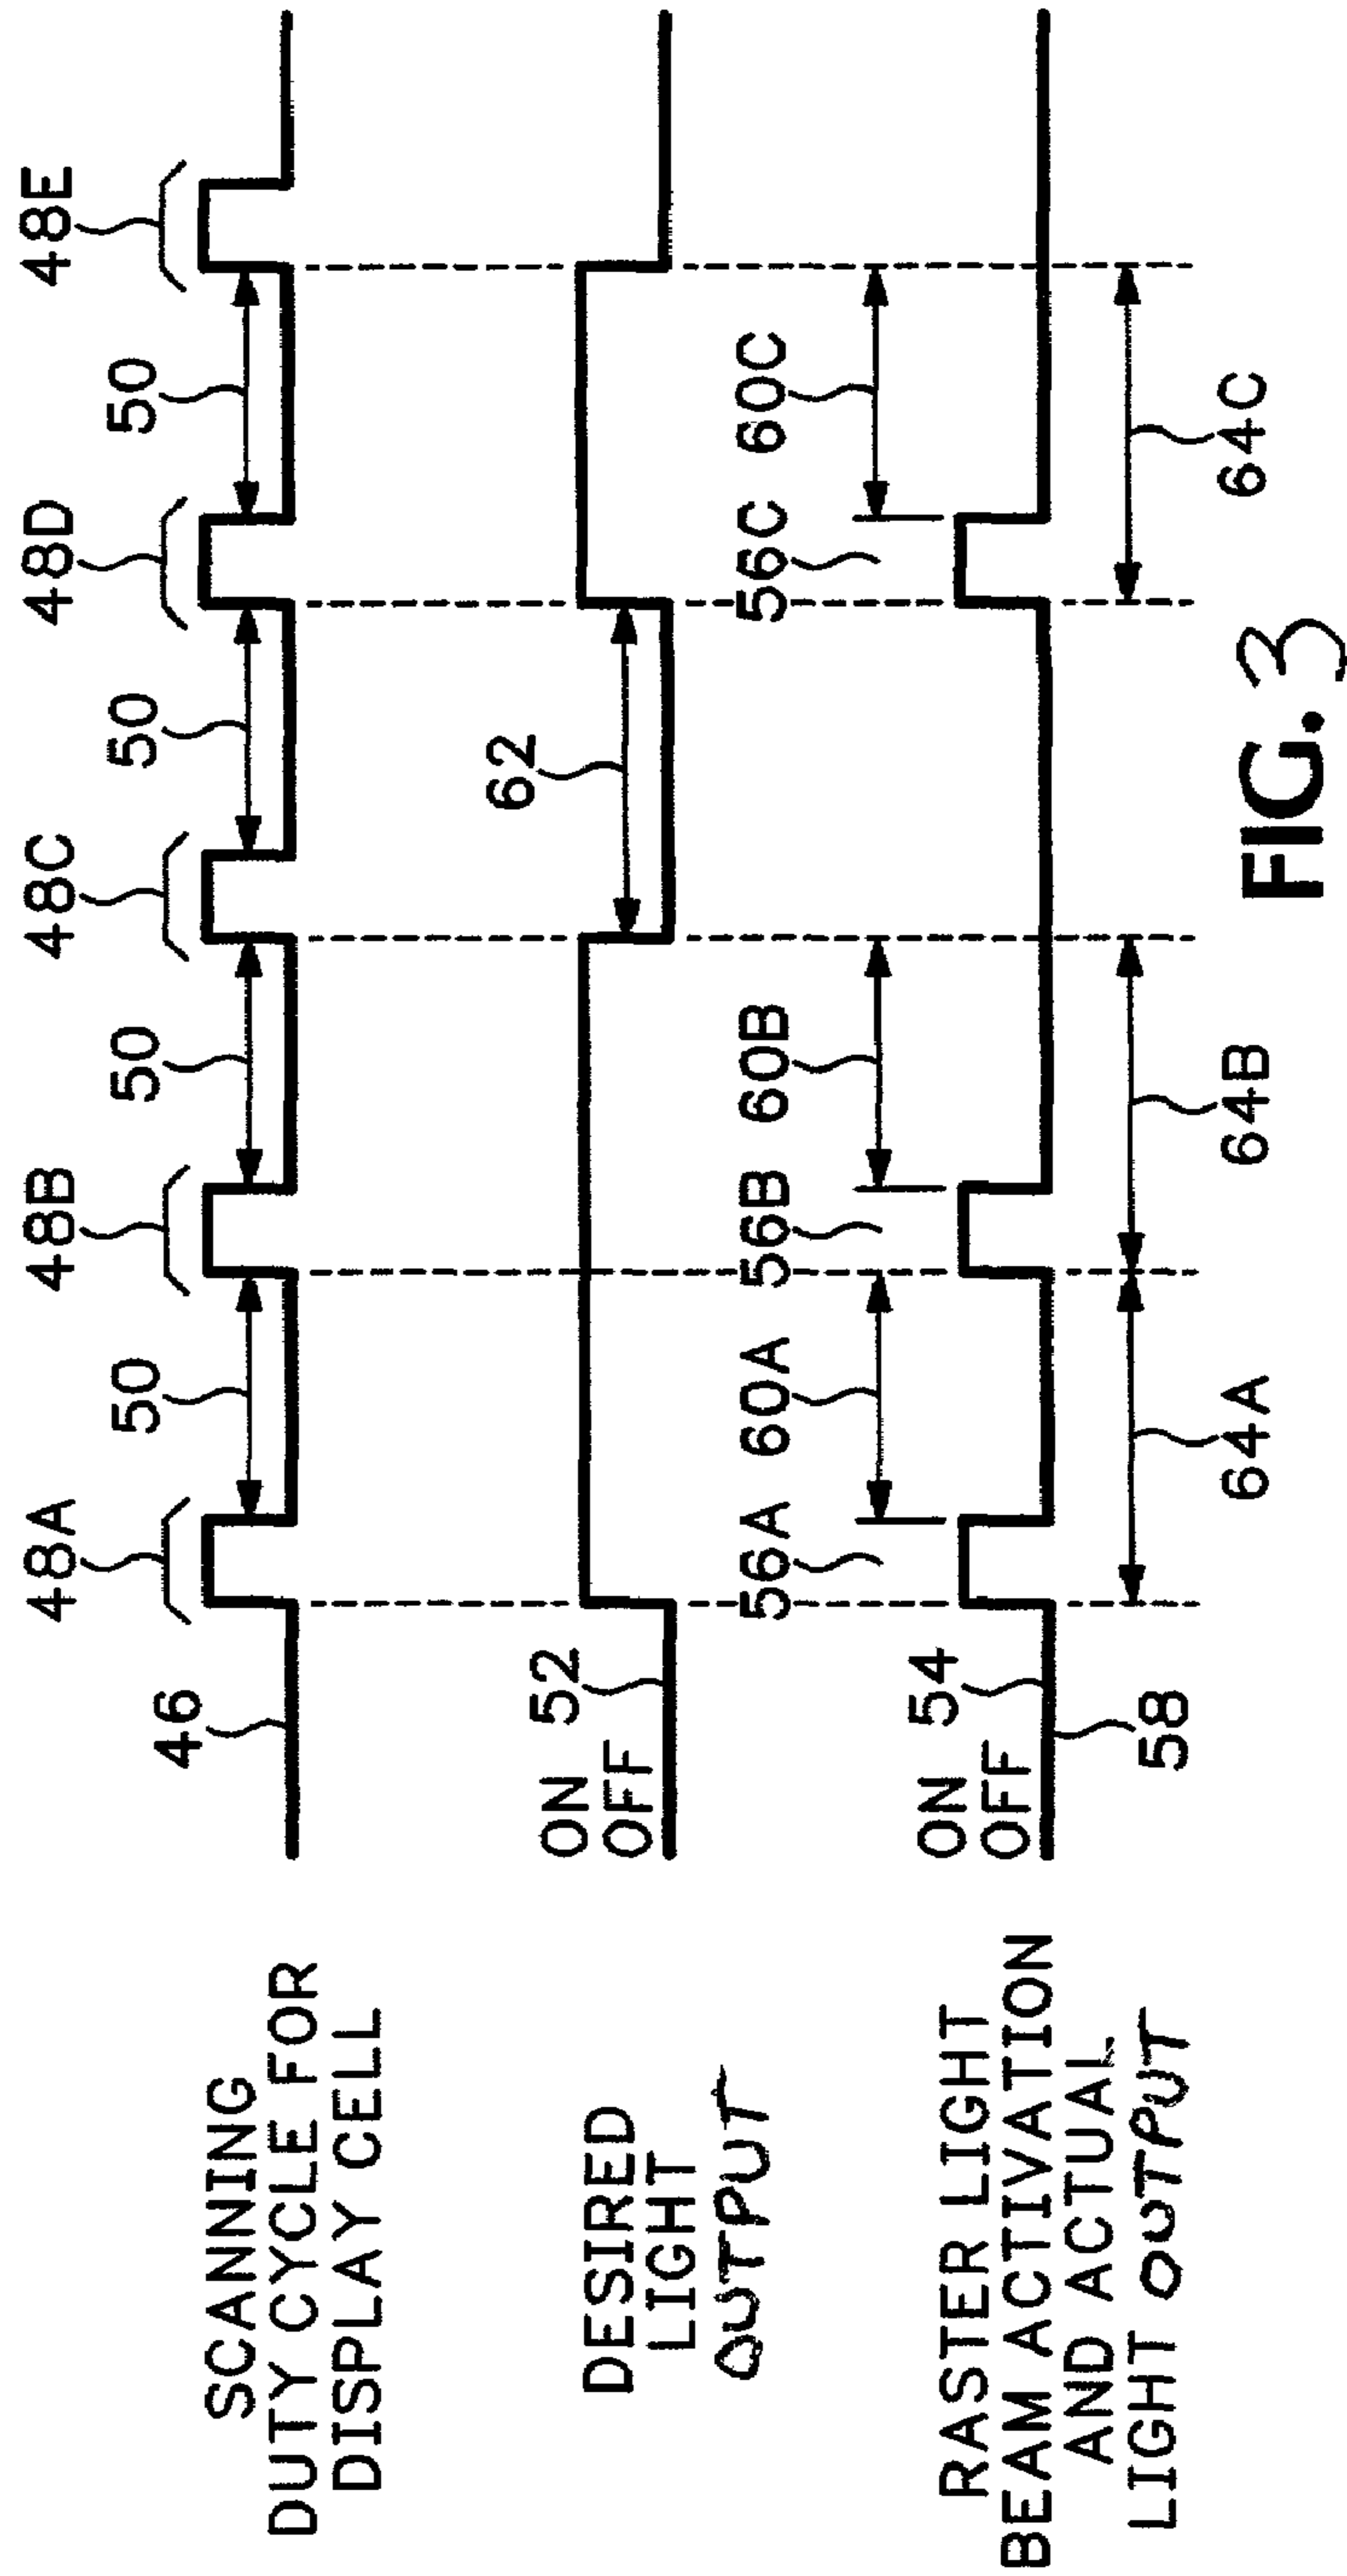 48A 48B 48C 48D 48E
50 50 50 50
46
SCANNING
DUTY CYCLE FOR
DISPLAY CELL
62
ON 52
OFF
DESIRED
LIGHT
OUTPUT
56A 60A 56B 60B 56C 60C
ON 54
OFF
RASTER LIGHT
BEAM ACTIVATION
AND ACTUAL
LIGHT OUTPUT
58
64A 64B 64C
FIG. 3